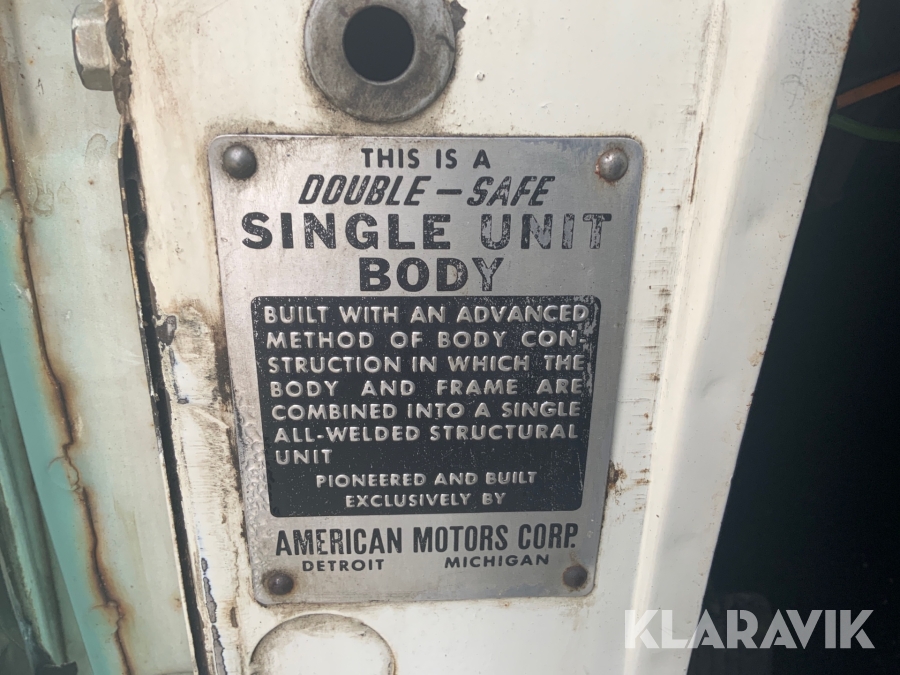 THIS IS A
DOUBLE-SAFE
SINGLE UNIT
BODY
BUILT WITH AN ADVANCED
METHOD OF BODY CON-
STRUCTION IN WHICH THE
BODY AND FRAME ARE
COMBINED INTO A SINGLE
ALL-WELDED STRUCTURAL
UNIT
PIONEERED AND BUILT
EXCLUSIVELY BY
AMERICAN MOTORS CORP.
DETROIT MICHIGAN
KLARAVIK